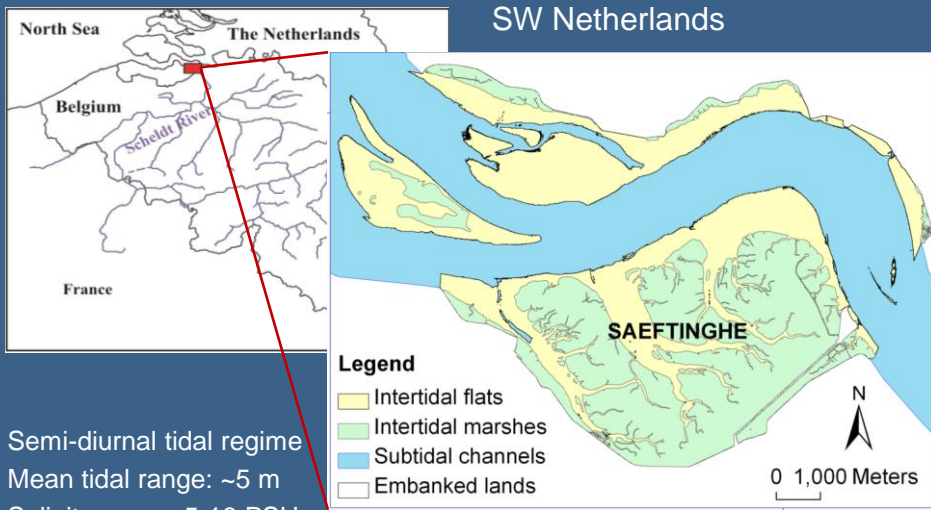 SW Netherlands
North Sea
The Netherlands
Belgium
Scheldt River
France
SAEFTINGHE
Legend
Intertidal flats
Intertidal marshes
Subtidal channels
Embanked lands
N
0 1,000 Meters
Semi-diurnal tidal regime
Mean tidal range: ~5 m